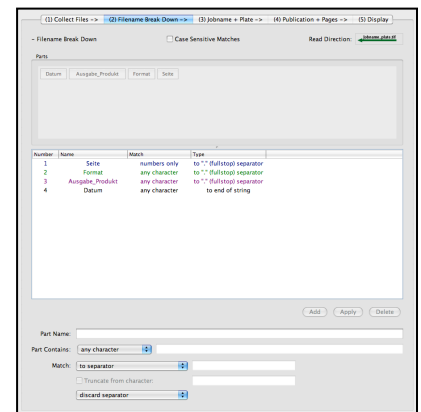 (1) Collect Files -> (2) Filename Break Down -> (3) Jobname + Plate -> (4) Publication + Pages -> (5) Display
– Filename Break Down Case Sensitive Matches Read Direction: Jobname_plate.tif
Parts
Datum Ausgabe_Produkt Format Seite
Number Name Match Type
1 Seite numbers only to "." (fullstop) separator
2 Format any character to "." (fullstop) separator
3 Ausgabe_Produkt any character to "." (fullstop) separator
4 Datum any character to end of string
Add Apply Delete
Part Name:
Part Contains: any character
Match: to separator
Truncate from character:
discard separator